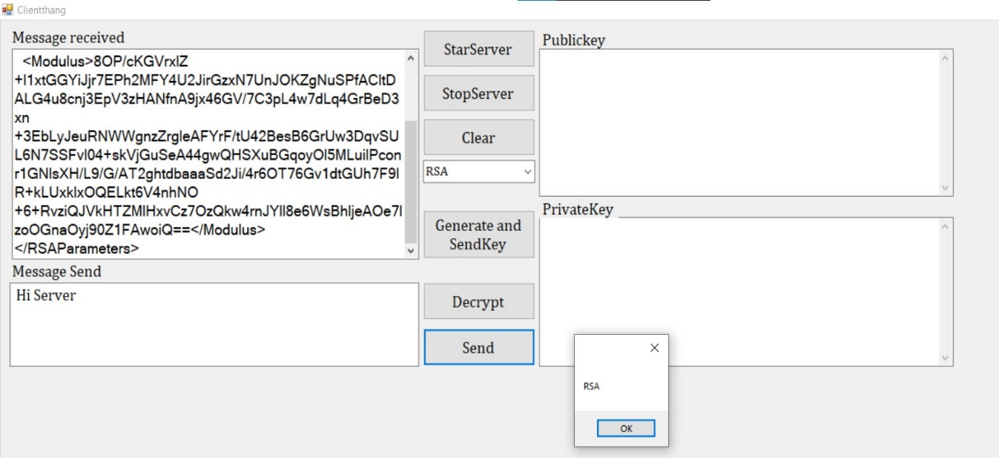 Clientthang
Message received
<Modulus>8OP/cKGVrxlZ
+l1xtGGYiJjr7EPh2MFY4U2JirGzxN7UnJOKZgNuSPfACltD
ALG4u8cnj3EpV3zHANfnA9jx46GV/7C3pL4w7dLq4GrBeD3
xn
+3EbLyJeuRNWWgnzZrgleAFYrF/tU42BesB6GrUw3DqvSU
L6N7SSFvl04+skVjGuSeA44gwQHSXuBGqoyOl5MLuilPcon
r1GNlsXH/L9/G/AT2ghtdbaaaSd2Ji/4r6OT76Gv1dtGUh7F9l
R+kLUxklxOQELkt6V4nhNO
+6+RvziQJVkHTZMlHxvCz7OzQkw4rnJYll8e6WsBhljeAOe7l
zoOGnaOyj90Z1FAwoiQ==</Modulus>
</RSAParameters>
Message Send
Hi Server
StarServer
StopServer
Clear
RSA
Generate and
SendKey
Decrypt
Send
Publickey
PrivateKey
RSA
OK